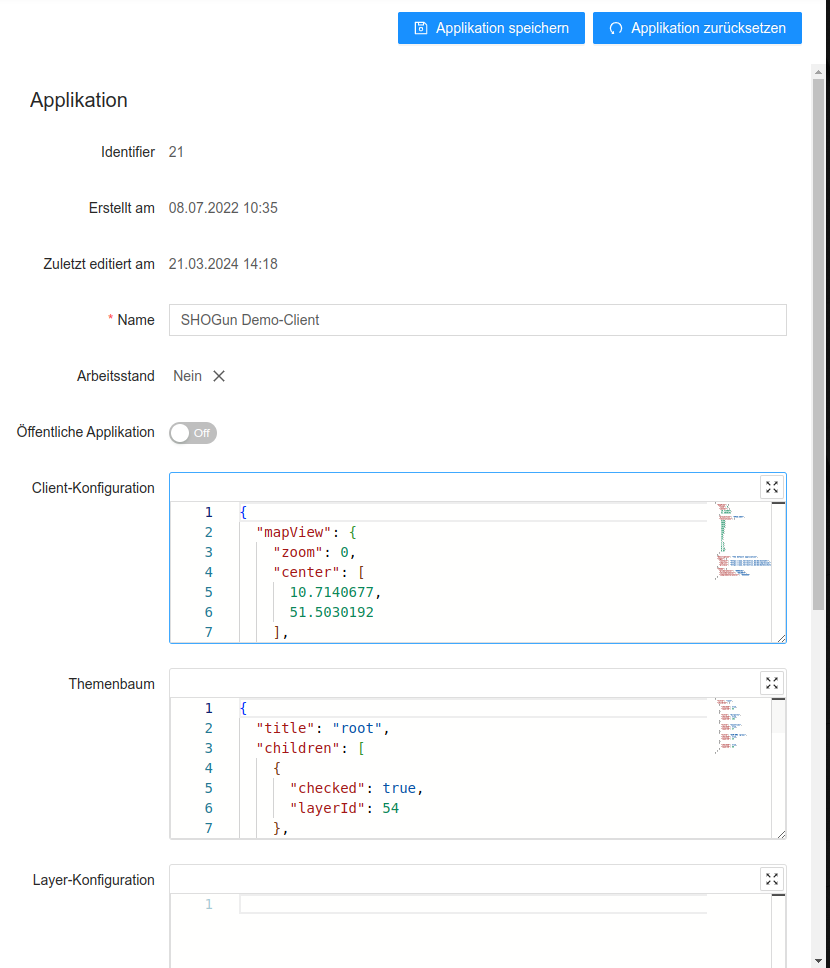 Applikation speichern
Applikation zurücksetzen
Applikation
Identifier 21
Erstellt am 08.07.2022 10:35
Zuletzt editiert am 21.03.2024 14:18
* Name SHOGun Demo-Client
Arbeitsstand Nein
Öffentliche Applikation Off
Client-Konfiguration
1 {
2 "mapView": {
3 "zoom": 0,
4 "center": [
5 10.7140677,
6 51.5030192
7 ],
Themenbaum
1 {
2 "title": "root",
3 "children": [
4 {
5 "checked": true,
6 "layerId": 54
7 },
Layer-Konfiguration
1